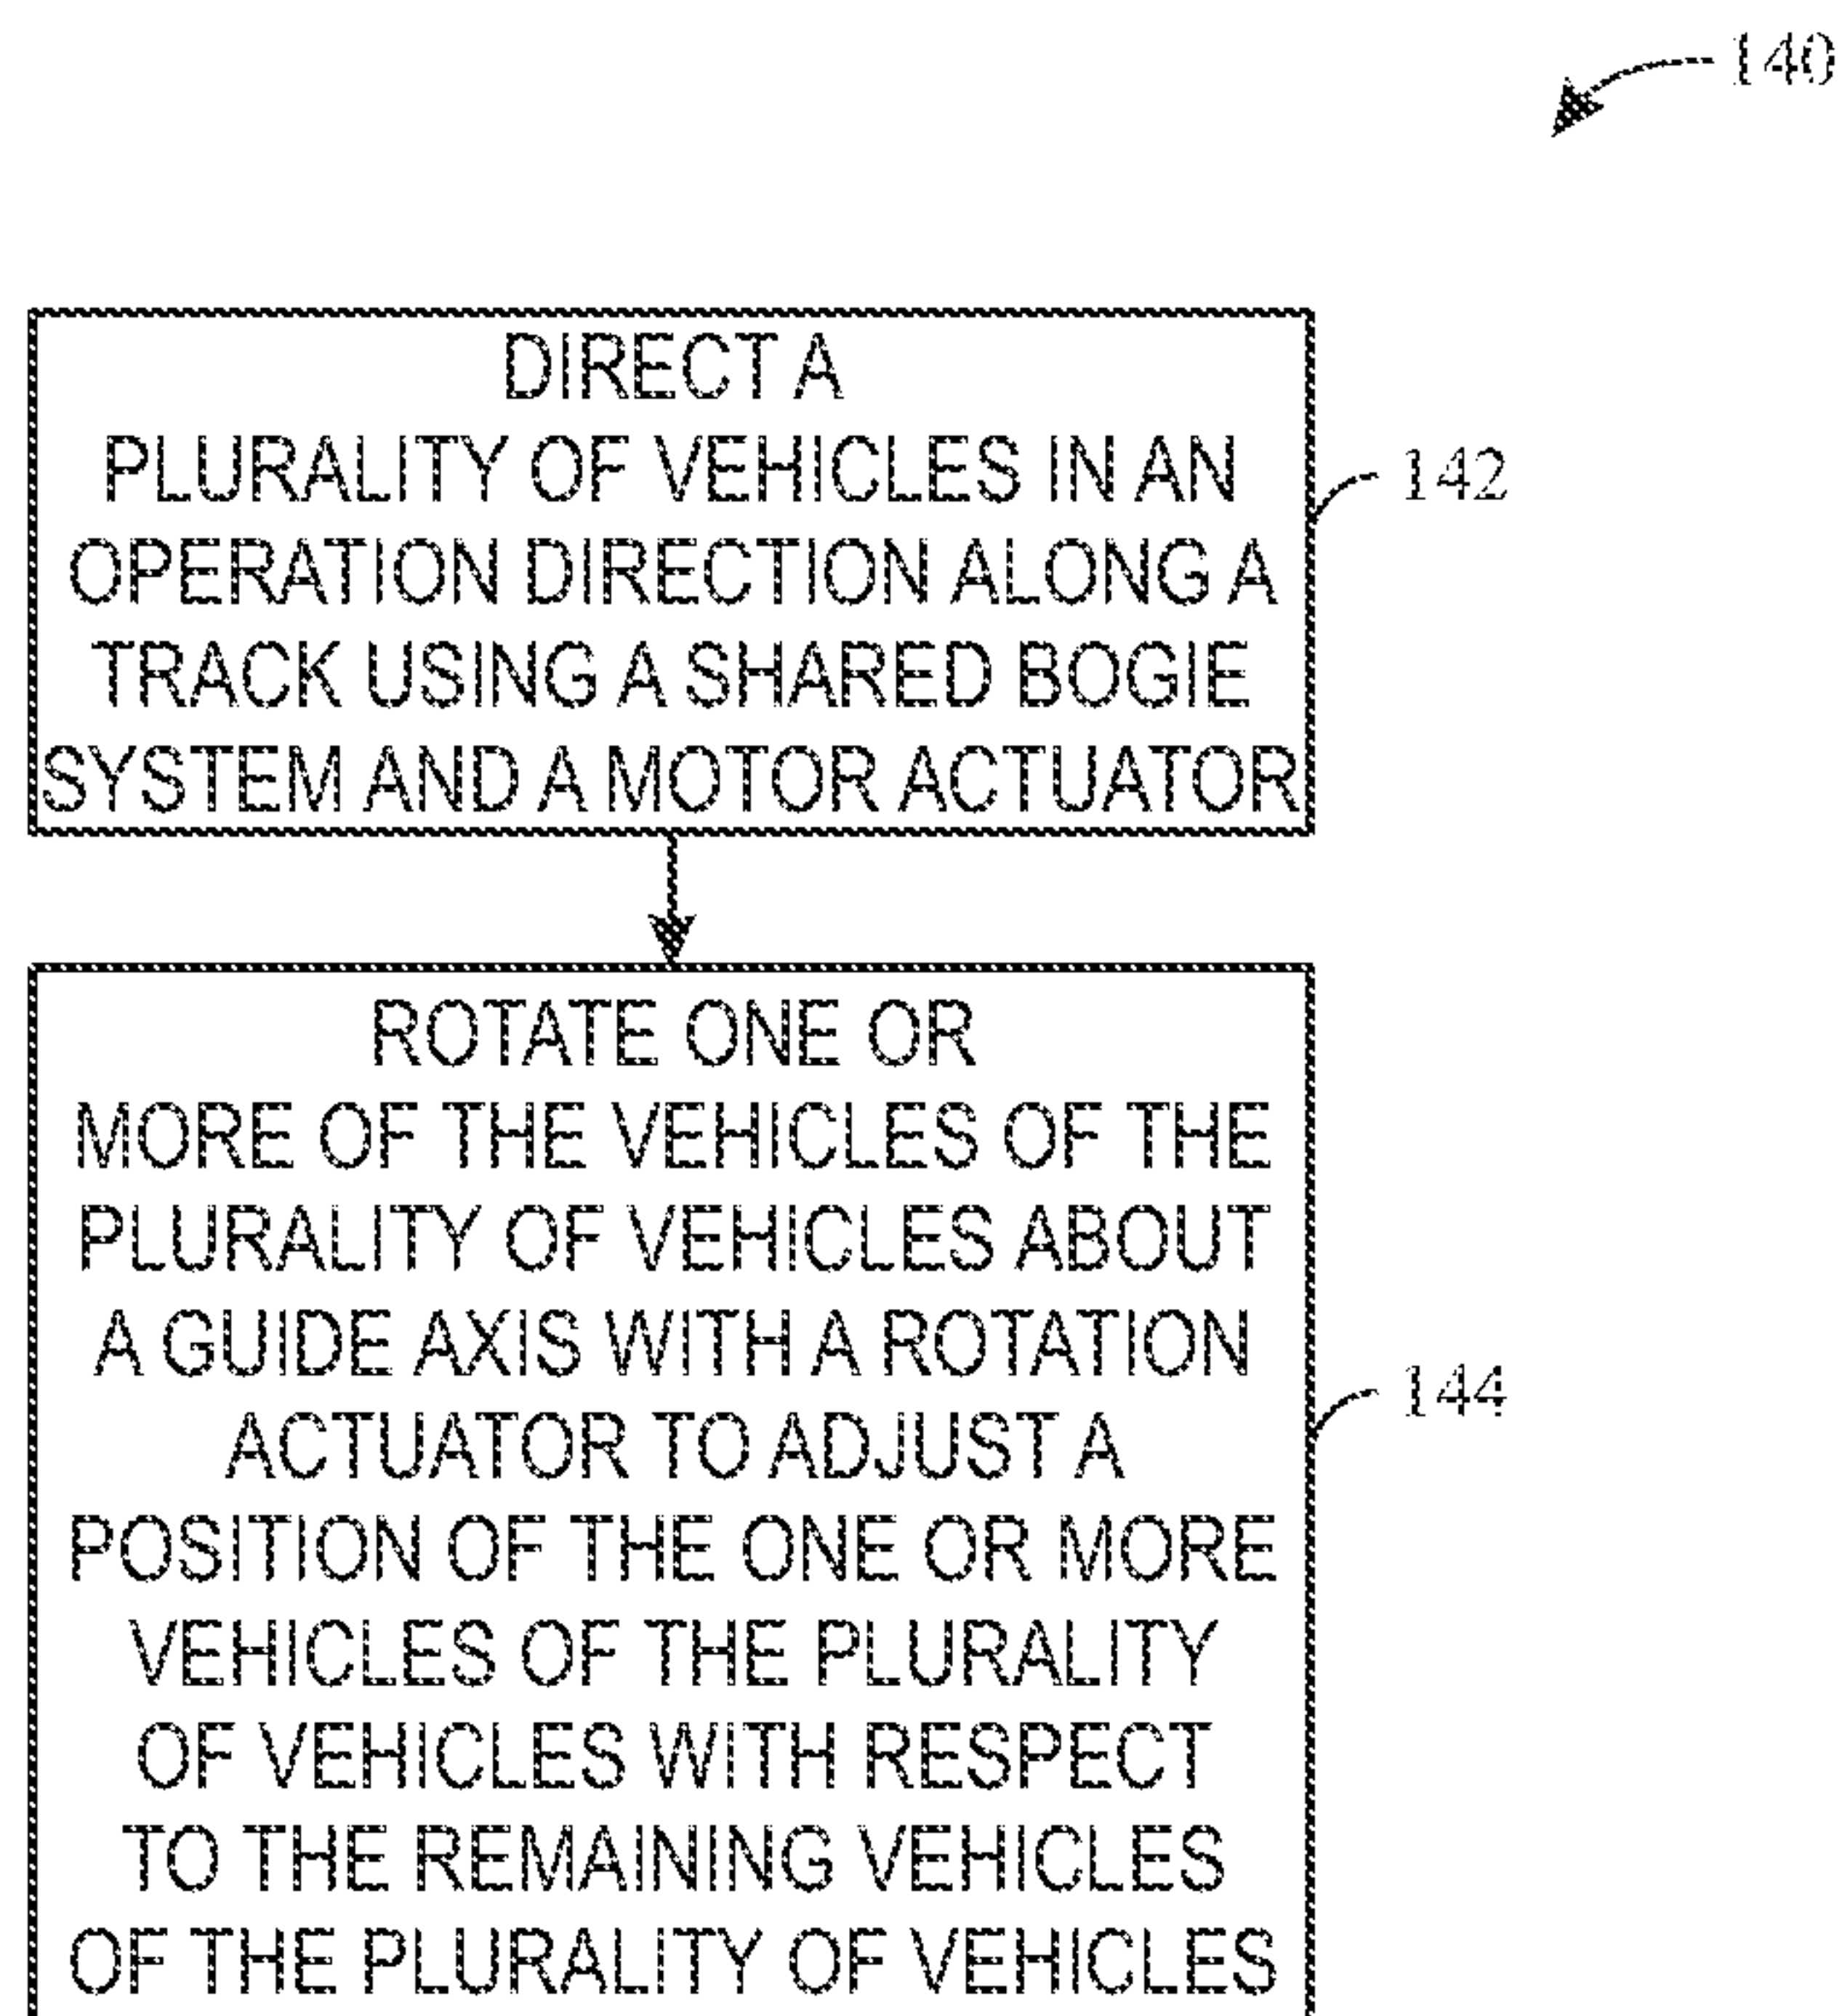 140
DIRECT A
PLURALITY OF VEHICLES IN AN
OPERATION DIRECTION ALONG A
TRACK USING A SHARED BOGIE
SYSTEM AND A MOTOR ACTUATOR
142
ROTATE ONE OR
MORE OF THE VEHICLES OF THE
PLURALITY OF VEHICLES ABOUT
A GUIDE AXIS WITH A ROTATION
ACTUATOR TO ADJUST A
POSITION OF THE ONE OR MORE
VEHICLES OF THE PLURALITY
OF VEHICLES WITH RESPECT
TO THE REMAINING VEHICLES
OF THE PLURALITY OF VEHICLES
144